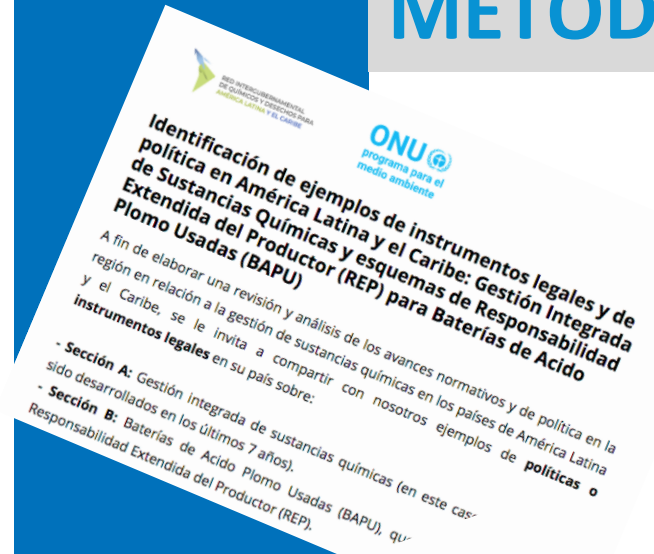 METOD
RED INTERGUBERNAMENTAL
DE QUÍMICOS Y DESECHOS PARA
AMÉRICA LATINA Y EL CARIBE
ONU
programa para el
medio ambiente
Identificación de ejemplos de instrumentos legales y de
política en América Latina y el Caribe: Gestión Integrada
de Sustancias Químicas y esquemas de Responsabilidad
Extendida del Productor (REP) para Baterías de Acido
Plomo Usadas (BAPU)
A fin de elaborar una revisión y análisis de los avances normativos y de política en la
región en relación a la gestión de sustancias químicas en los países de América Latina
y el Caribe, se le invita a compartir con nosotros ejemplos de políticas o
instrumentos legales en su país sobre:
- Sección A: Gestión integrada de sustancias químicas (en este cas
sido desarrollados en los últimos 7 años).
- Sección B: Baterías de Acido Plomo Usadas (BAPU), qu
Responsabilidad Extendida del Productor (REP).